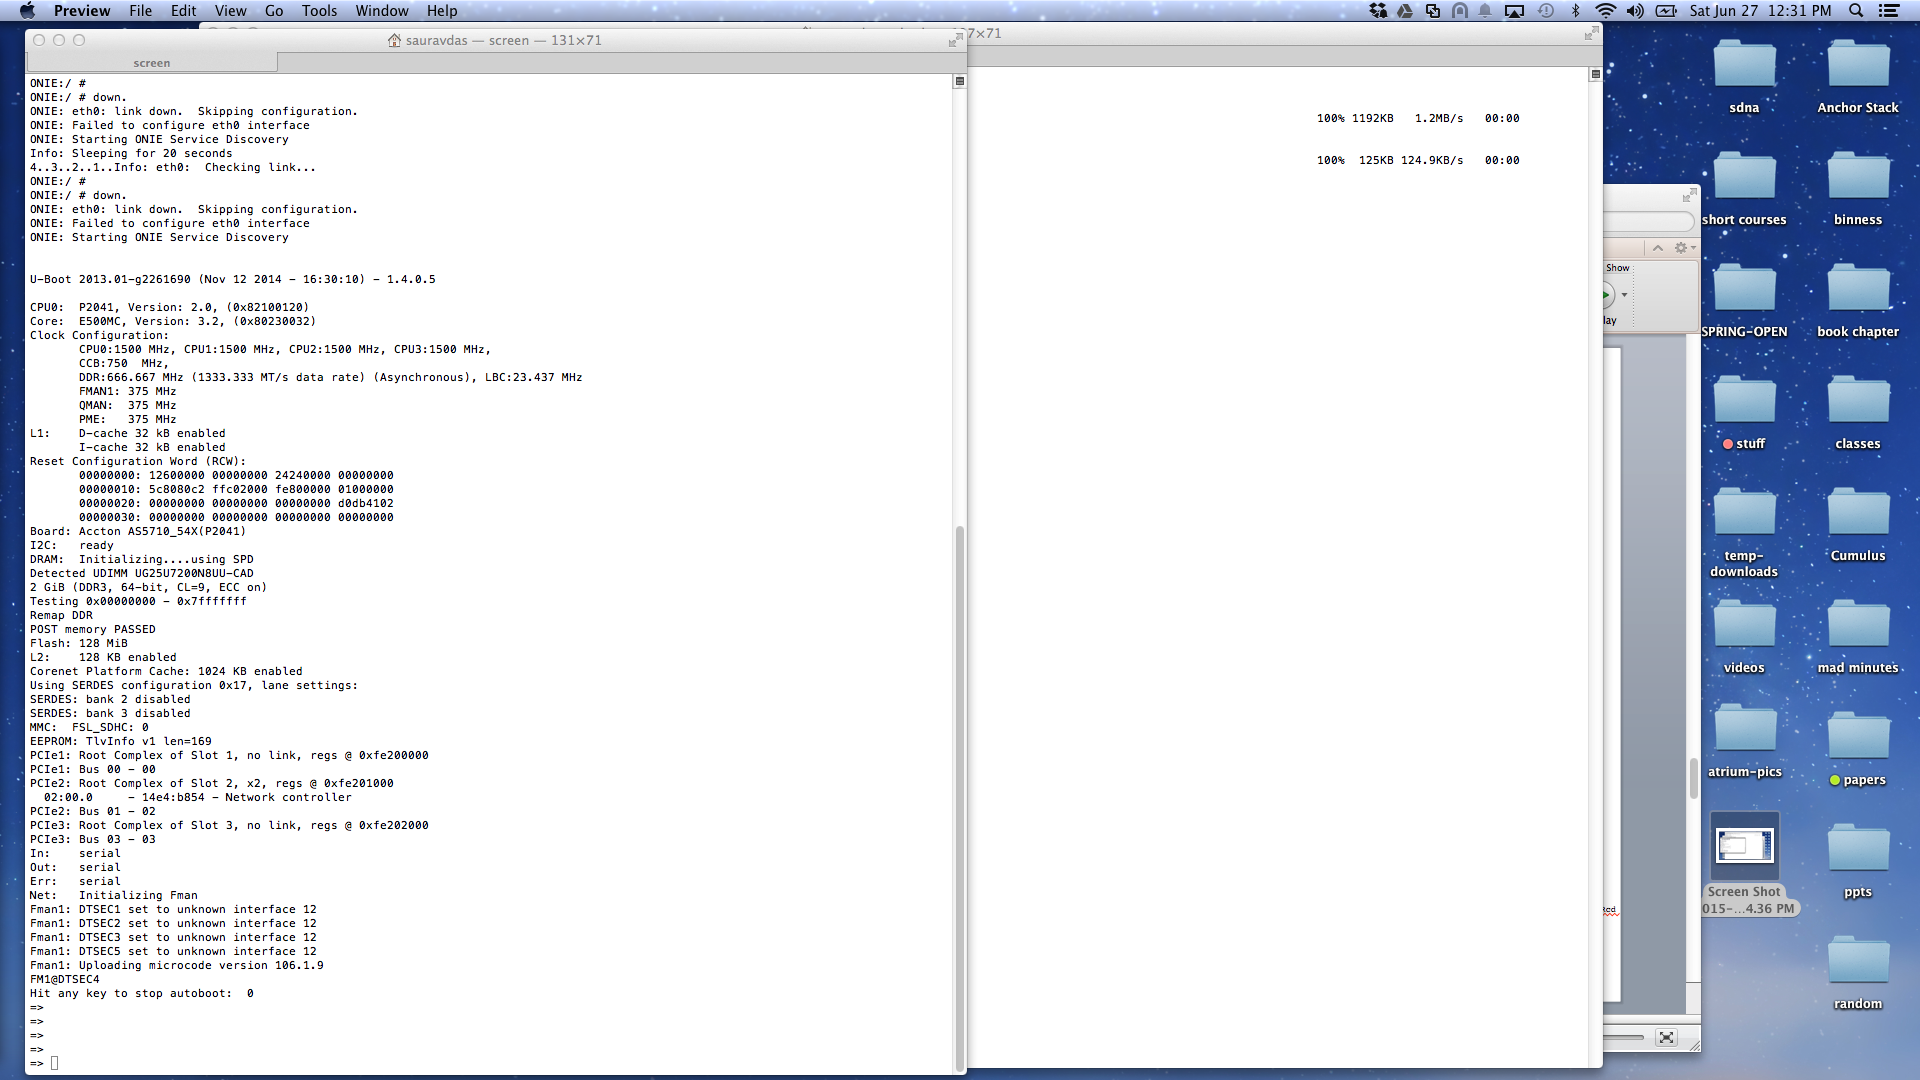 Preview File Edit View Go Tools Window Help
Sat Jun 27 12:31 PM
sauravdas — screen — 131×71
7×71
screen
ONIE:/ #
ONIE:/ # down.
ONIE: eth0: link down.  Skipping configuration.
ONIE: Failed to configure eth0 interface
ONIE: Starting ONIE Service Discovery
Info: Sleeping for 20 seconds
4..3..2..1..Info: eth0:  Checking link...
ONIE:/ #
ONIE:/ # down.
ONIE: eth0: link down.  Skipping configuration.
ONIE: Failed to configure eth0 interface
ONIE: Starting ONIE Service Discovery
U-Boot 2013.01-g2261690 (Nov 12 2014 - 16:30:10) - 1.4.0.5
CPU0:  P2041, Version: 2.0, (0x82100120)
Core:  E500MC, Version: 3.2, (0x80230032)
Clock Configuration:
CPU0:1500 MHz, CPU1:1500 MHz, CPU2:1500 MHz, CPU3:1500 MHz,
CCB:750  MHz,
DDR:666.667 MHz (1333.333 MT/s data rate) (Asynchronous), LBC:23.437 MHz
FMAN1: 375 MHz
QMAN:  375 MHz
PME:   375 MHz
L1:    D-cache 32 kB enabled
I-cache 32 kB enabled
Reset Configuration Word (RCW):
00000000: 12600000 00000000 24240000 00000000
00000010: 5c8080c2 ffc02000 fe800000 01000000
00000020: 00000000 00000000 00000000 d0db4102
00000030: 00000000 00000000 00000000 00000000
Board: Accton AS5710_54X(P2041)
I2C:   ready
DRAM:  Initializing....using SPD
Detected UDIMM UG25U7200N8UU-CAD
2 GiB (DDR3, 64-bit, CL=9, ECC on)
Testing 0x00000000 - 0x7fffffff
Remap DDR
POST memory PASSED
Flash: 128 MiB
L2:    128 KB enabled
Corenet Platform Cache: 1024 KB enabled
Using SERDES configuration 0x17, lane settings:
SERDES: bank 2 disabled
SERDES: bank 3 disabled
MMC:  FSL_SDHC: 0
EEPROM: TlvInfo v1 len=169
PCIe1: Root Complex of Slot 1, no link, regs @ 0xfe200000
PCIe1: Bus 00 - 00
PCIe2: Root Complex of Slot 2, x2, regs @ 0xfe201000
02:00.0     - 14e4:b854 - Network controller
PCIe2: Bus 01 - 02
PCIe3: Root Complex of Slot 3, no link, regs @ 0xfe202000
PCIe3: Bus 03 - 03
In:    serial
Out:   serial
Err:   serial
Net:   Initializing Fman
Fman1: DTSEC1 set to unknown interface 12
Fman1: DTSEC2 set to unknown interface 12
Fman1: DTSEC3 set to unknown interface 12
Fman1: DTSEC5 set to unknown interface 12
Fman1: Uploading microcode version 106.1.9
FM1@DTSEC4
Hit any key to stop autoboot:  0
=>
=>
=>
=>
=>
100% 1192KB   1.2MB/s   00:00
100%  125KB 124.9KB/s   00:00
Show
lay
sdna
Anchor Stack
short courses
binness
SPRING-OPEN
book chapter
stuff
classes
temp-
downloads
Cumulus
videos
mad minutes
atrium-pics
papers
Screen Shot
015-...4.36 PM
ppts
random